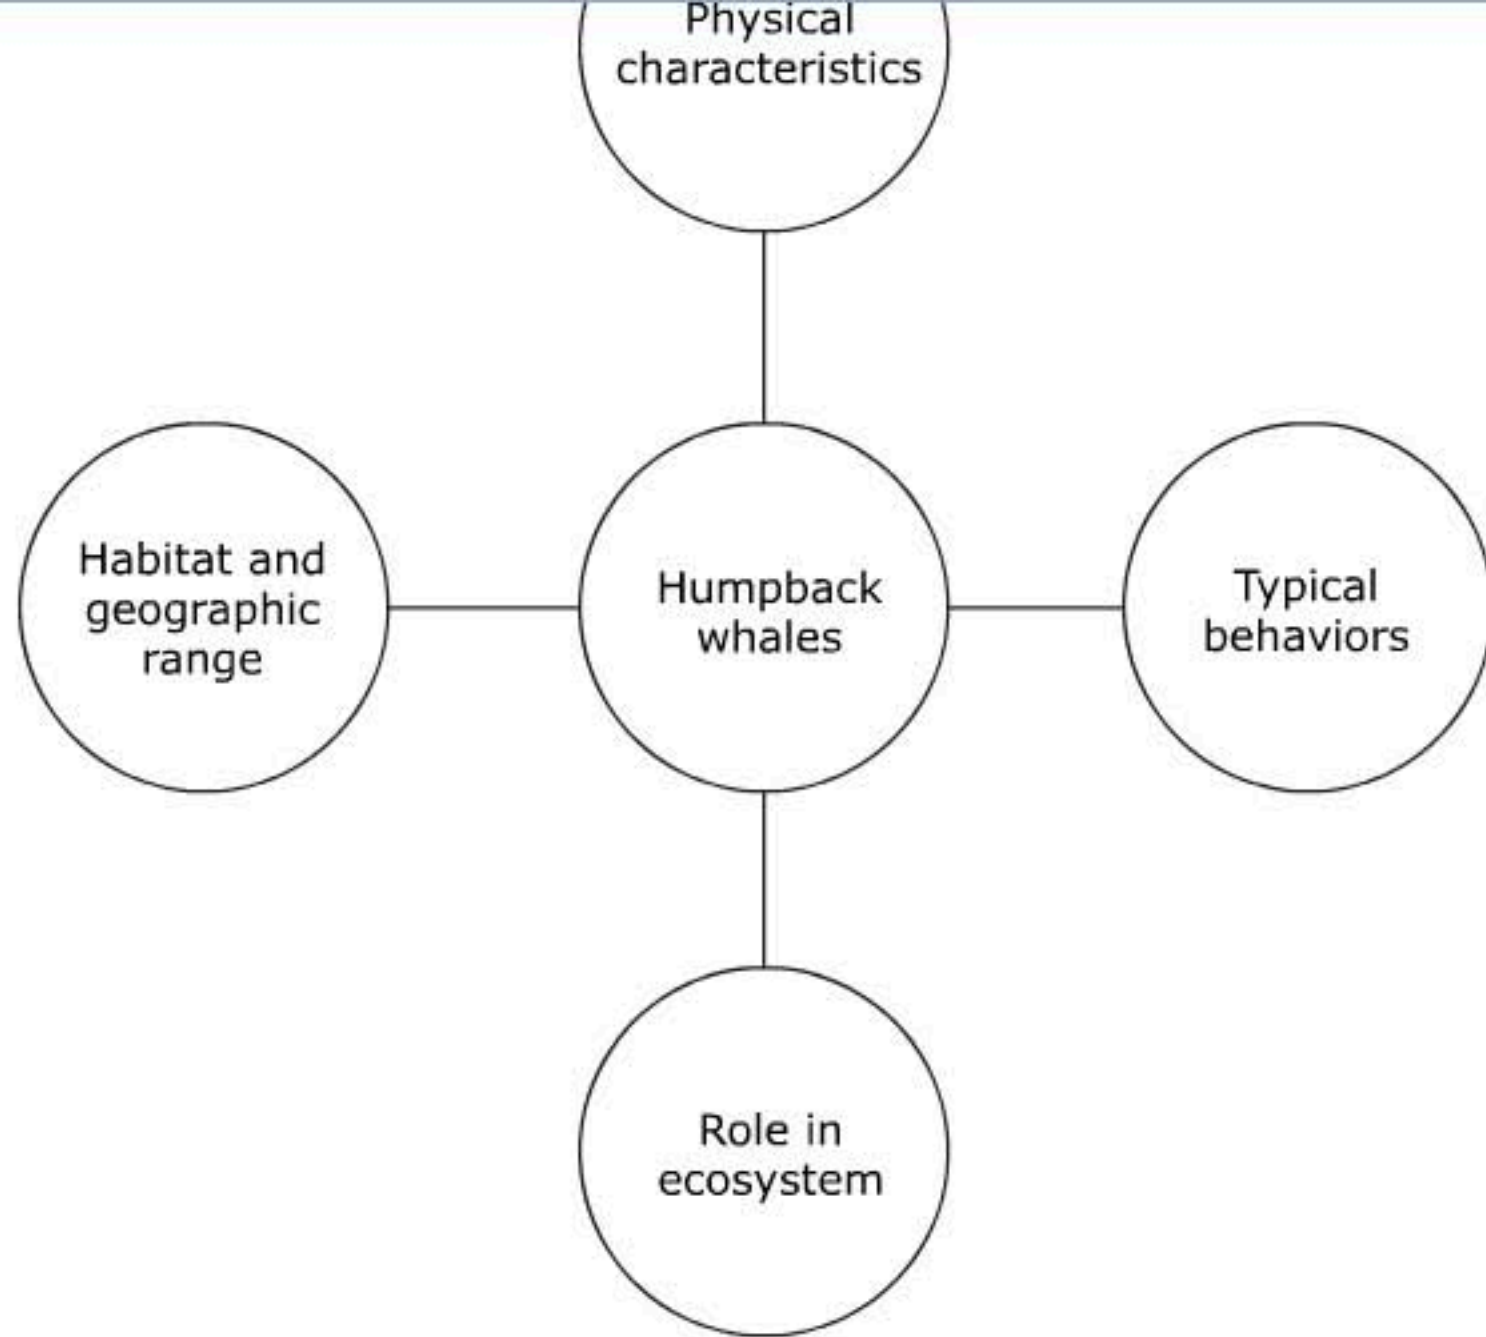 Physical
characteristics
Habitat and
geographic
range
Humpback
whales
Typical
behaviors
Role in
ecosystem